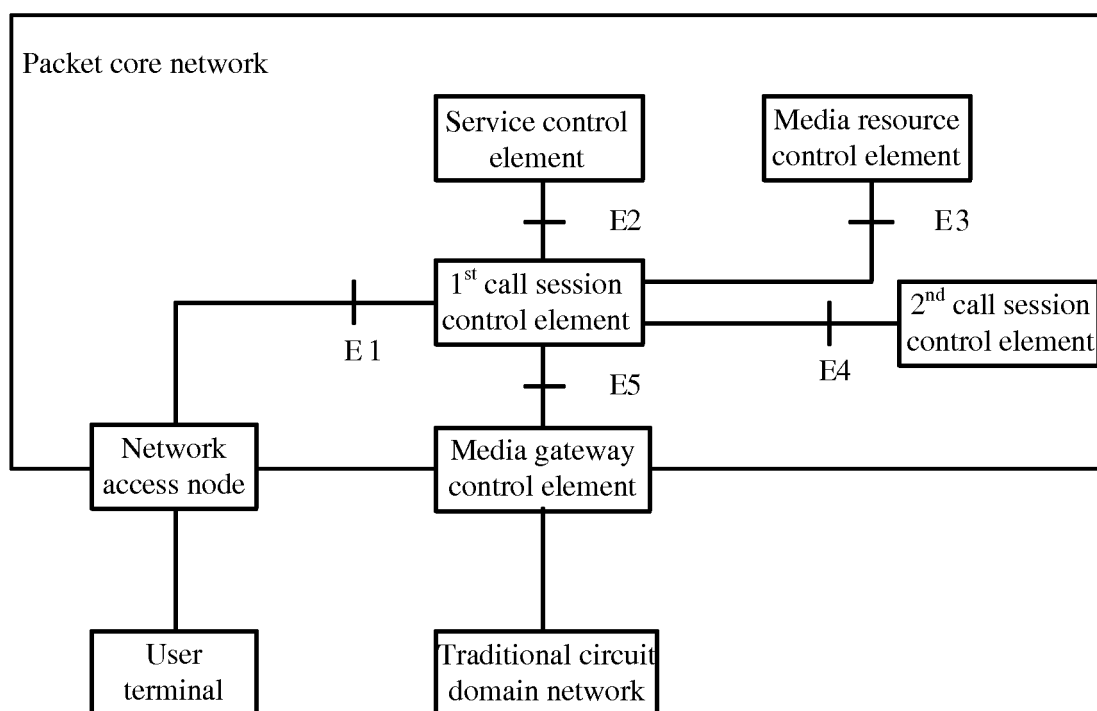 Packet core network
Service control
element
Media resource
control element
E2
E3
1st call session
control element
2nd call session
control element
E1
E4
E5
Network
access node
Media gateway
control element
User
terminal
Traditional circuit
domain network